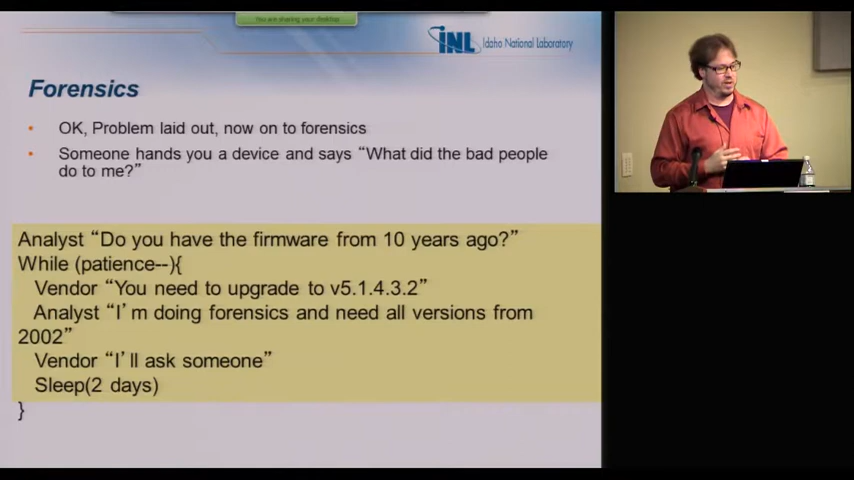 You are sharing your desktop
INL Idaho National Laboratory
Forensics
• OK, Problem laid out, now on to forensics
• Someone hands you a device and says “What did the bad people
do to me?”
Analyst “Do you have the firmware from 10 years ago?”
While (patience--){
Vendor “You need to upgrade to v5.1.4.3.2”
Analyst “I’m doing forensics and need all versions from
2002”
Vendor “I’ll ask someone”
Sleep(2 days)
}